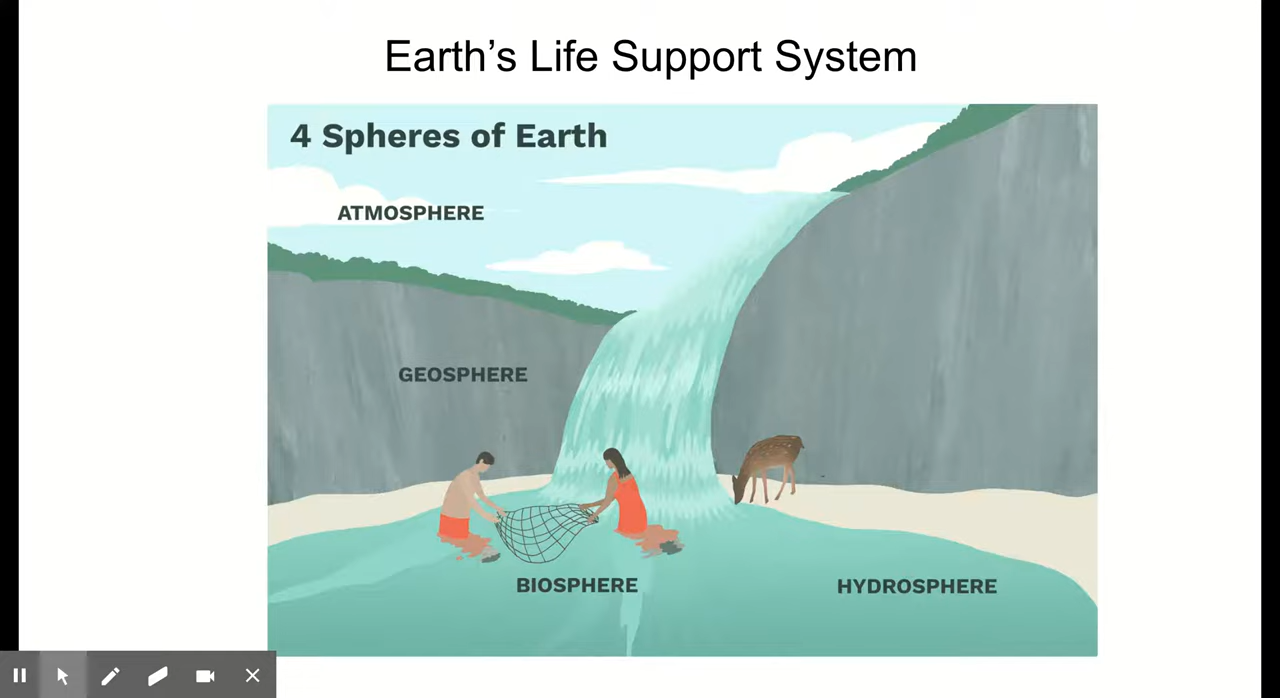 Earth’s Life Support System
4 Spheres of Earth
ATMOSPHERE
GEOSPHERE
BIOSPHERE
HYDROSPHERE